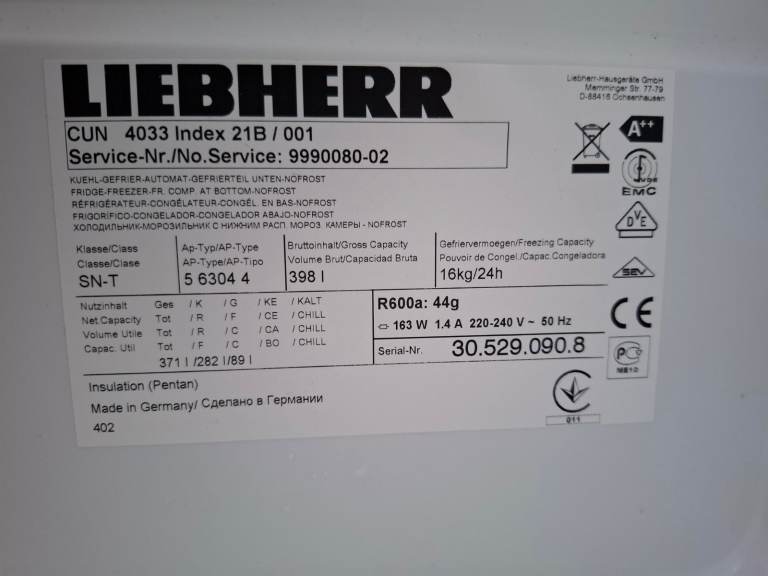 LIEBHERR
Liebherr-Hausgeräte GmbH
Memminger Str. 77-79
D-88416 Ochsenhausen
CUN 4033 Index 21B / 001
Service-Nr./No.Service: 9990080-02
A++
EMC
DVE
KUEHL-GEFRIER-AUTOMAT-GEFRIERTEIL UNTEN-NOFROST
FRIDGE-FREEZER-FR. COMP AT BOTTOM-NOFROST
RÉFRIGÉRATEUR-CONGÉLATEUR-CONGÉL. EN BAS-NOFROST
FRIGORÍFICO-CONGELADOR-CONGELADOR ABAJO-NOFROST
ХОЛОДИЛЬНИК-МОРОЗИЛЬНИК С НИЖНИМ РАСП. МОРОЗ. КАМЕРЫ - NOFROST
Klasse/Class
Classe/Clase
SN-T
Ap-Typ/AP-Type
AP-Type/AP-Tipo
5 6304 4
Bruttoinhalt/Gross Capacity
Volume Brut/Capacidad Bruta
398 l
Gefriervermoegen/Freezing Capacity
Pouvoir de Congel./Capac.Congeladora
16kg/24h
SEV
Nutzinhalt Ges / K / G / KE / KALT
Net.Capacity Tot / R / F / CE / CHILL
Volume Utile Tot / R / C / CA / CHILL
Capac. Util Tot / F / C / BO / CHILL
371 l /282 l/89 l
R600a: 44g
163 W 1.4 A 220-240 V ~ 50 Hz
Serial-Nr. 30.529.090.8
CE
Insulation (Pentan)
Made in Germany/ Сделано в Германии
402
011